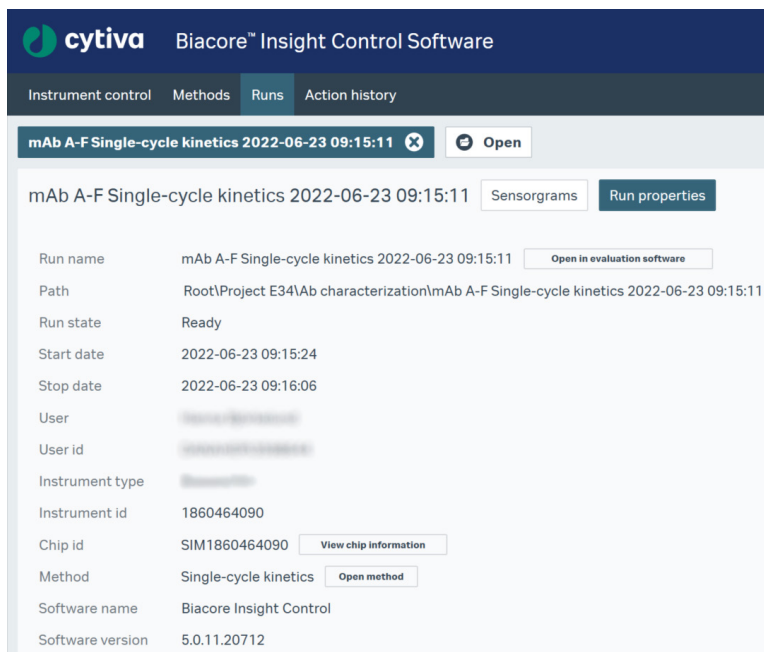 cytiva Biacore™ Insight Control Software
Instrument control Methods Runs Action history
mAb A-F Single-cycle kinetics 2022-06-23 09:15:11 Open
mAb A-F Single-cycle kinetics 2022-06-23 09:15:11 Sensorgrams Run properties
Run name mAb A-F Single-cycle kinetics 2022-06-23 09:15:11 Open in evaluation software
Path Root\Project E34\Ab characterization\mAb A-F Single-cycle kinetics 2022-06-23 09:15:11
Run state Ready
Start date 2022-06-23 09:15:24
Stop date 2022-06-23 09:16:06
User
User id
Instrument type
Instrument id 1860464090
Chip id SIM1860464090 View chip information
Method Single-cycle kinetics Open method
Software name Biacore Insight Control
Software version 5.0.11.20712